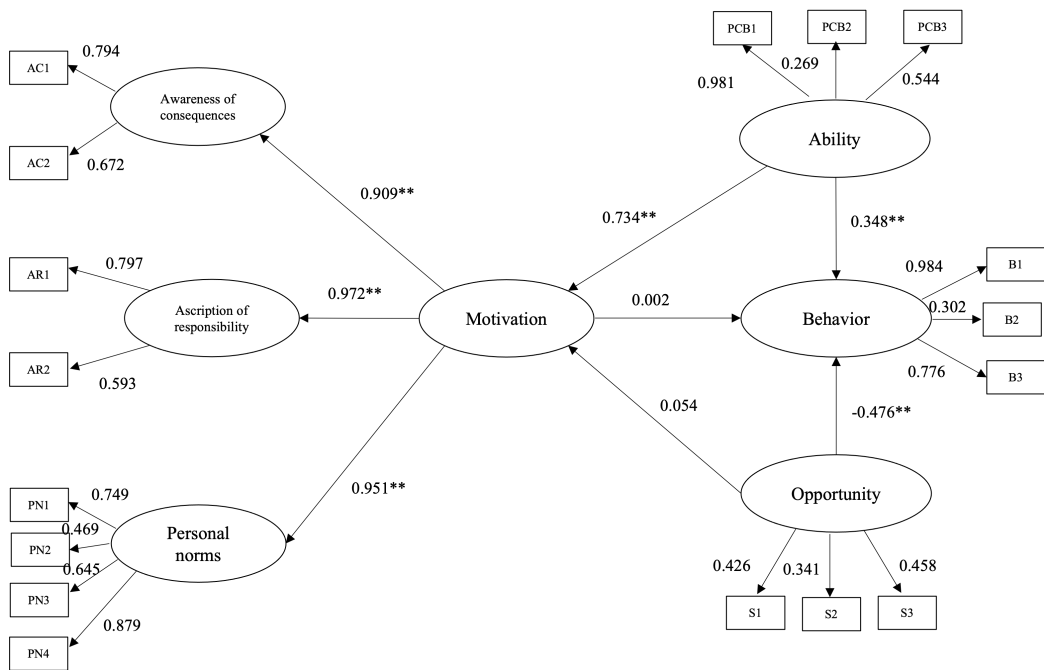 PCB1
PCB2
PCB3
0.981
0.269
0.544
AC1
0.794
Awareness of
consequences
AC2
0.672
Ability
0.909**
0.734**
0.348**
AR1
0.797
Ascription of
responsibility
0.972**
AR2
0.593
Motivation
0.002
Behavior
0.984
B1
0.302
B2
0.776
B3
0.054
-0.476**
0.951**
Opportunity
PN1
0.749
0.469
PN2
0.645
PN3
0.879
PN4
Personal
norms
0.426
0.341
0.458
S1
S2
S3